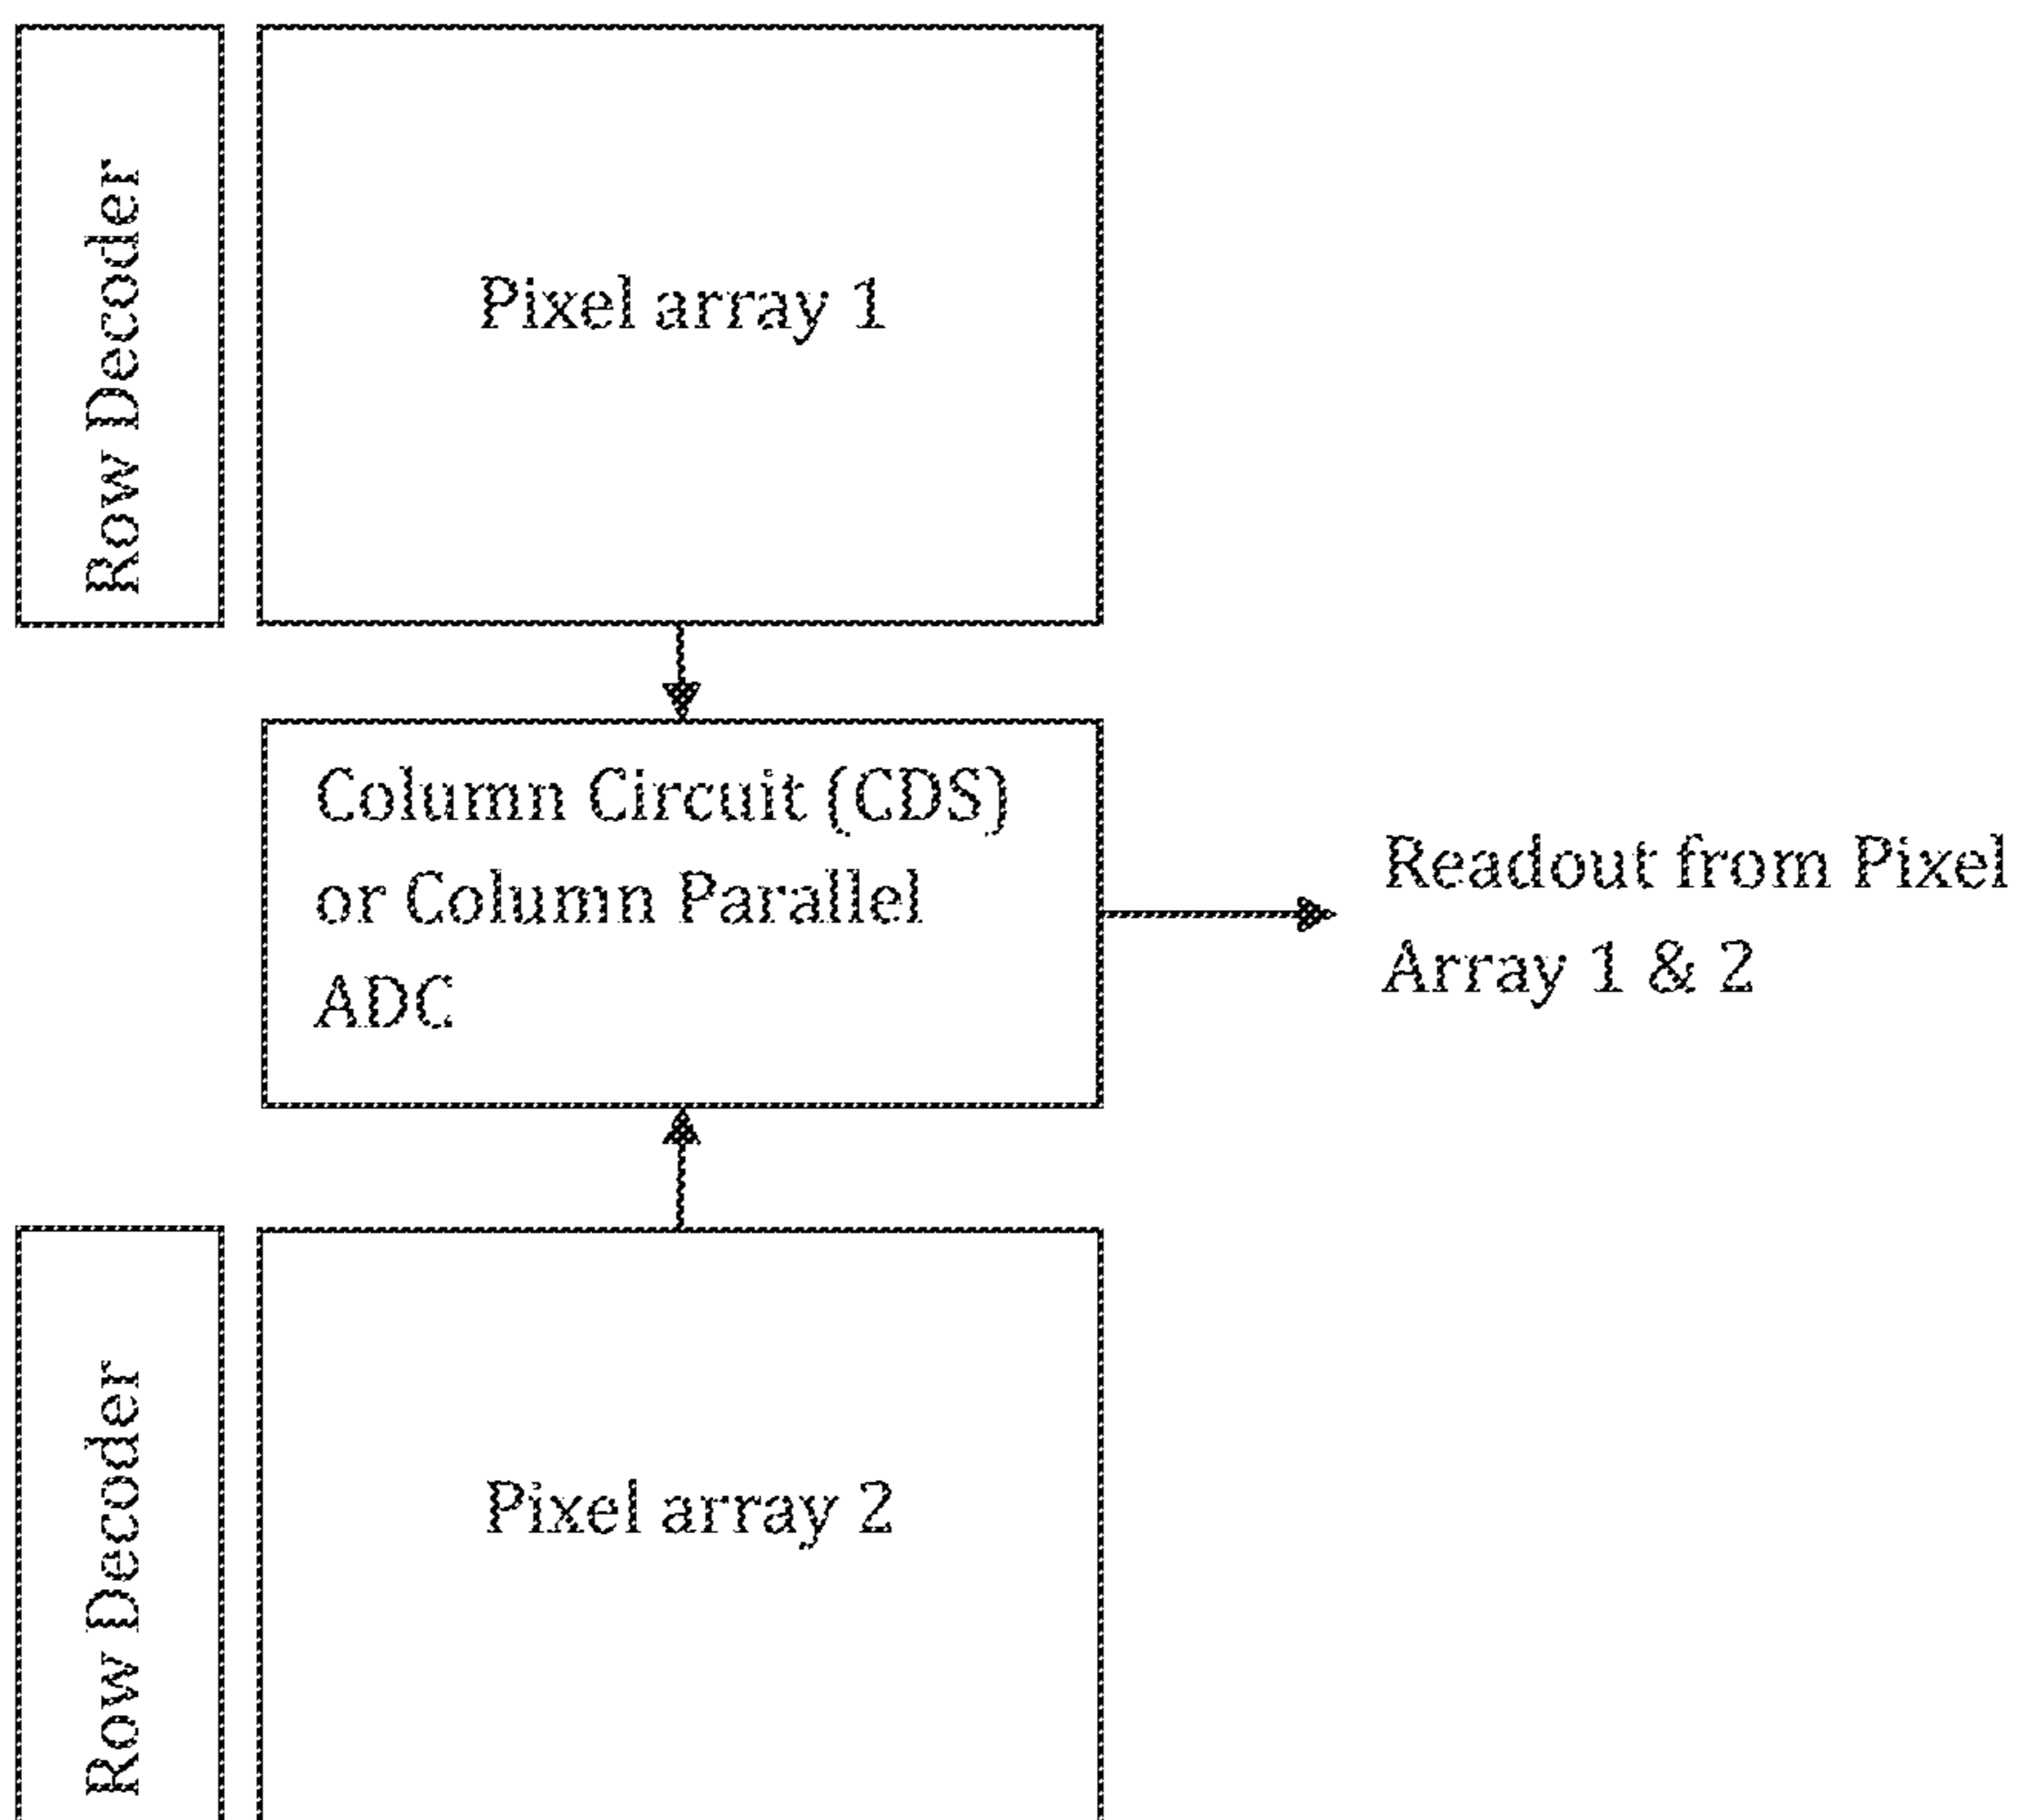 Row Decoder
Pixel array 1
Column Circuit (CDS)
or Column Parallel
ADC
Readout from Pixel
Array 1 & 2
Row Decoder
Pixel array 2